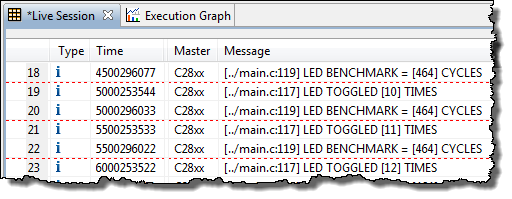 *Live Session Execution Graph
Type Time Master Message
18 i 4500296077 C28xx [../main.c:119] LED BENCHMARK = [464] CYCLES
19 i 5000253544 C28xx [../main.c:117] LED TOGGLED [10] TIMES
20 i 5000296033 C28xx [../main.c:119] LED BENCHMARK = [464] CYCLES
21 i 5500253533 C28xx [../main.c:117] LED TOGGLED [11] TIMES
22 i 5500296022 C28xx [../main.c:119] LED BENCHMARK = [464] CYCLES
23 i 6000253522 C28xx [../main.c:117] LED TOGGLED [12] TIMES